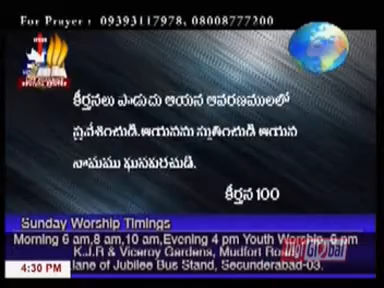 For Prayer : 09393117978, 08008777200
కీర్తనలు పాడుచు ఆయన ఆవరణములలో
ప్రవేశించుడి.ఆయనను స్తుతించుడి ఆయన
నామము ఘనపరచుడి.
కీర్తన 100
Sunday Worship Timings
Morning 6 am,8 am,10 am,Evening 4 pm Youth Worship, 6 pm
K.J.R & Viceroy Gardens, Mudfort Road
lane of Jubilee Bus Stand, Secunderabad-03.
4:30 PM